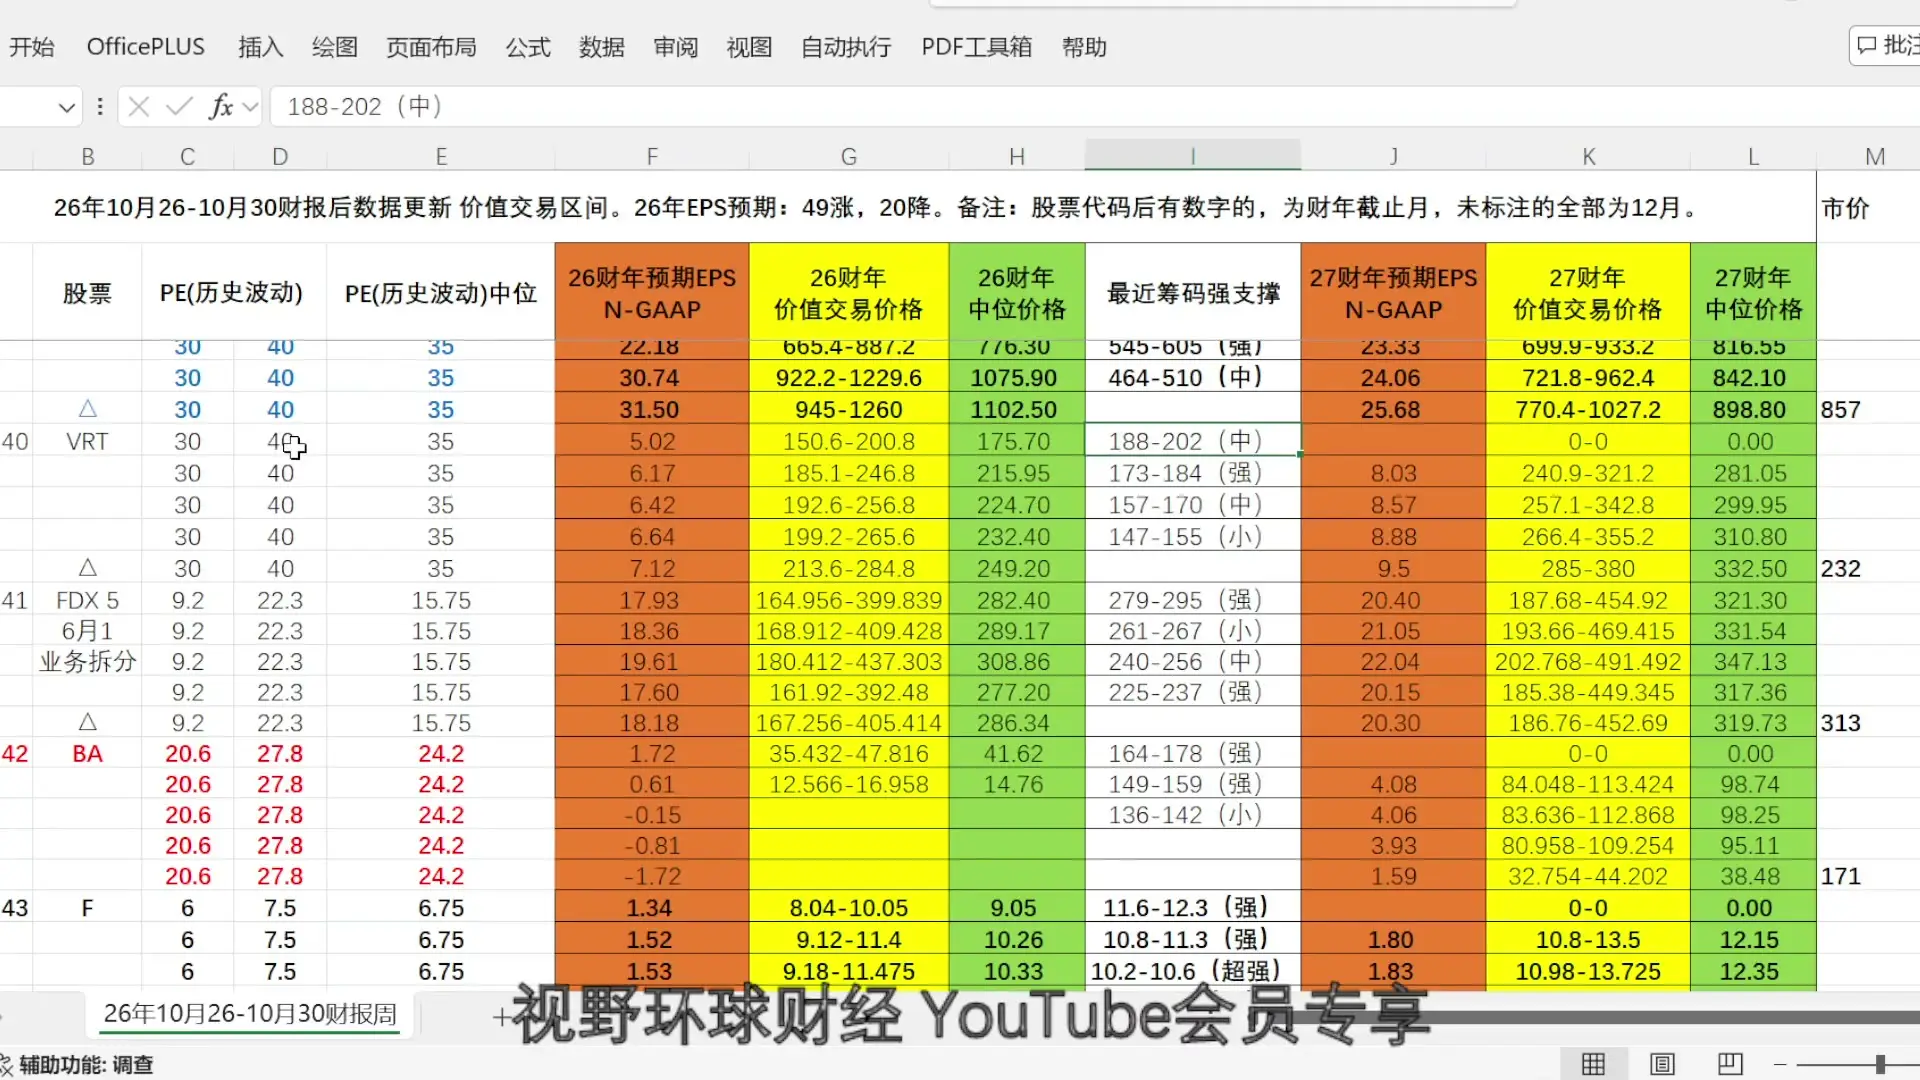 开始 OfficePLUS 插入 绘图 页面布局 公式 数据 审阅 视图 自动执行 PDF工具箱 帮助 批注
fx 188-202（中）
B C D E F G H I J K L M
26年10月26-10月30财报后数据更新 价值交易区间。26年EPS预期：49涨，20降。备注：股票代码后有数字的，为财年截止月，未标注的全部为12月。 市价
股票 PE(历史波动) PE(历史波动)中位 26财年预期EPS N-GAAP 26财年 价值交易价格 26财年 中位价格 最近筹码强支撑 27财年预期EPS N-GAAP 27财年 价值交易价格 27财年 中位价格
30 40 35 22.18 665.4-887.2 776.30 545-605（强） 23.33 699.9-933.2 816.55
30 40 35 30.74 922.2-1229.6 1075.90 464-510（中） 24.06 721.8-962.4 842.10
△ 30 40 35 31.50 945-1260 1102.50 25.68 770.4-1027.2 898.80 857
40 VRT 30 40 35 5.02 150.6-200.8 175.70 188-202（中） 0-0 0.00
30 40 35 6.17 185.1-246.8 215.95 173-184（强） 8.03 240.9-321.2 281.05
30 40 35 6.42 192.6-256.8 224.70 157-170（中） 8.57 257.1-342.8 299.95
30 40 35 6.64 199.2-265.6 232.40 147-155（小） 8.88 266.4-355.2 310.80
△ 30 40 35 7.12 213.6-284.8 249.20 9.5 285-380 332.50 232
41 FDX 5 9.2 22.3 15.75 17.93 164.956-399.839 282.40 279-295（强） 20.40 187.68-454.92 321.30
6月1 9.2 22.3 15.75 18.36 168.912-409.428 289.17 261-267（小） 21.05 193.66-469.415 331.54
业务拆分 9.2 22.3 15.75 19.61 180.412-437.303 308.86 240-256（中） 22.04 202.768-491.492 347.13
9.2 22.3 15.75 17.60 161.92-392.48 277.20 225-237（强） 20.15 185.38-449.345 317.36
△ 9.2 22.3 15.75 18.18 167.256-405.414 286.34 20.30 186.76-452.69 319.73 313
42 BA 20.6 27.8 24.2 1.72 35.432-47.816 41.62 164-178（强） 0-0 0.00
20.6 27.8 24.2 0.61 12.566-16.958 14.76 149-159（强） 4.08 84.048-113.424 98.74
20.6 27.8 24.2 -0.15 136-142（小） 4.06 83.636-112.868 98.25
20.6 27.8 24.2 -0.81 3.93 80.958-109.254 95.11
20.6 27.8 24.2 -1.72 1.59 32.754-44.202 38.48 171
43 F 6 7.5 6.75 1.34 8.04-10.05 9.05 11.6-12.3（强） 0-0 0.00
6 7.5 6.75 1.52 9.12-11.4 10.26 10.8-11.3（强） 1.80 10.8-13.5 12.15
6 7.5 6.75 1.53 9.18-11.475 10.33 10.2-10.6（超强） 1.83 10.98-13.725 12.35
26年10月26-10月30财报周 + 视野环球财经 YouTube会员专享
辅助功能: 调查